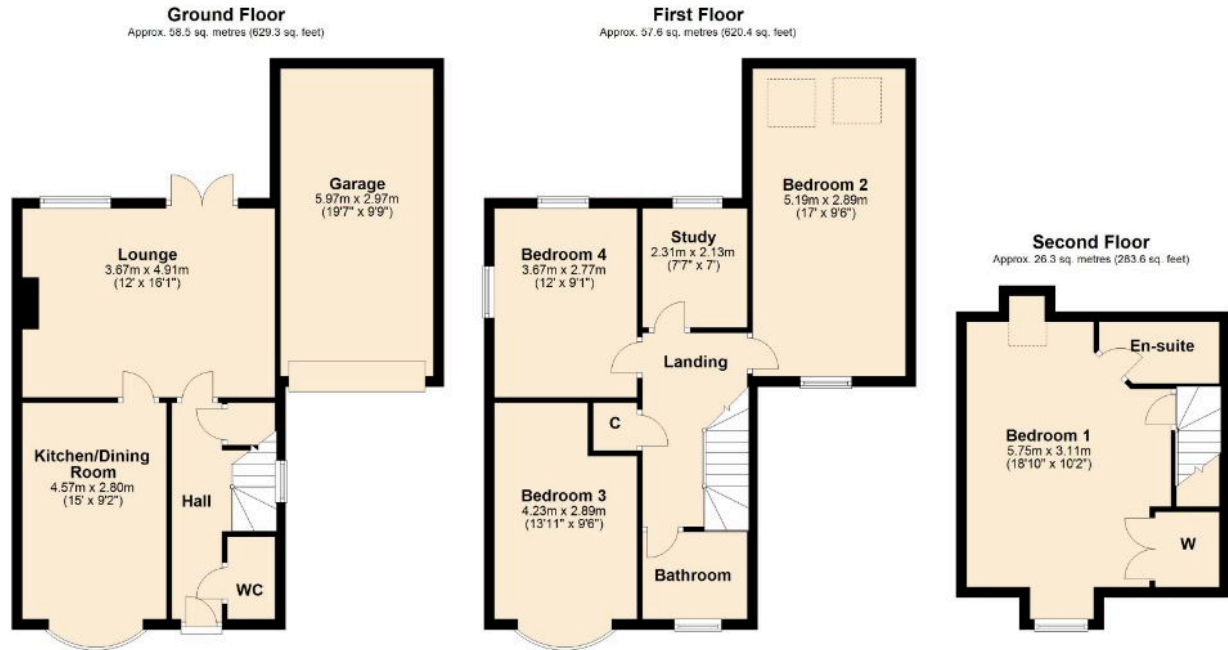 Ground Floor
Approx. 58.5 sq. metres (629.3 sq. feet)
Garage
5.97m x 2.97m
(19'7" x 9'9")
Lounge
3.67m x 4.91m
(12' x 16'1")
Kitchen/Dining
Room
4.57m x 2.80m
(15' x 9'2")
Hall
WC
First Floor
Approx. 57.6 sq. metres (620.4 sq. feet)
Bedroom 2
5.19m x 2.89m
(17' x 9'6")
Bedroom 4
3.67m x 2.77m
(12' x 9'1")
Study
2.31m x 2.13m
(7'7" x 7')
Landing
C
Bedroom 3
4.23m x 2.89m
(13'11" x 9'6")
Bathroom
Second Floor
Approx. 26.3 sq. metres (283.6 sq. feet)
En-suite
Bedroom 1
5.75m x 3.11m
(18'10" x 10'2")
W